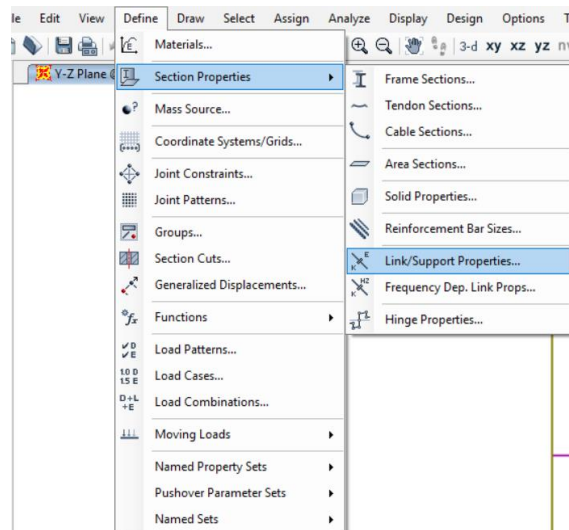 le Edit View Define Draw Select Assign Analyze Display Design Options T
3-d xy xz yz
Y-Z Plane @
Materials...
Section Properties
Mass Source...
Coordinate Systems/Grids...
Joint Constraints...
Joint Patterns...
Groups...
Section Cuts...
Generalized Displacements...
Functions
Load Patterns...
Load Cases...
Load Combinations...
Moving Loads
Named Property Sets
Pushover Parameter Sets
Named Sets
Frame Sections...
Tendon Sections...
Cable Sections...
Area Sections...
Solid Properties...
Reinforcement Bar Sizes...
Link/Support Properties...
Frequency Dep. Link Props...
Hinge Properties...